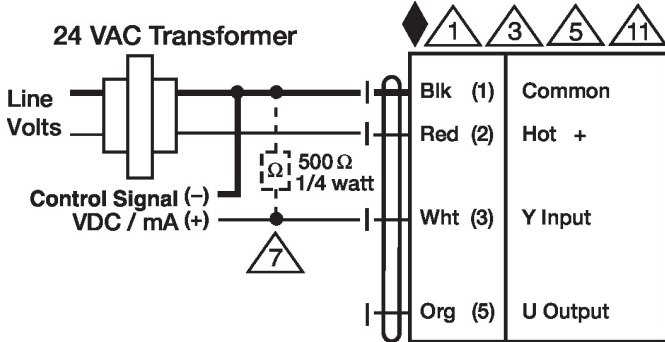 1 3 5 11
24 VAC Transformer
Line
Volts
Blk (1) Common
Red (2) Hot +
Ω 500 Ω
1/4 watt
Control Signal (−)
VDC / mA (+)
Wht (3) Y Input
7
Org (5) U Output